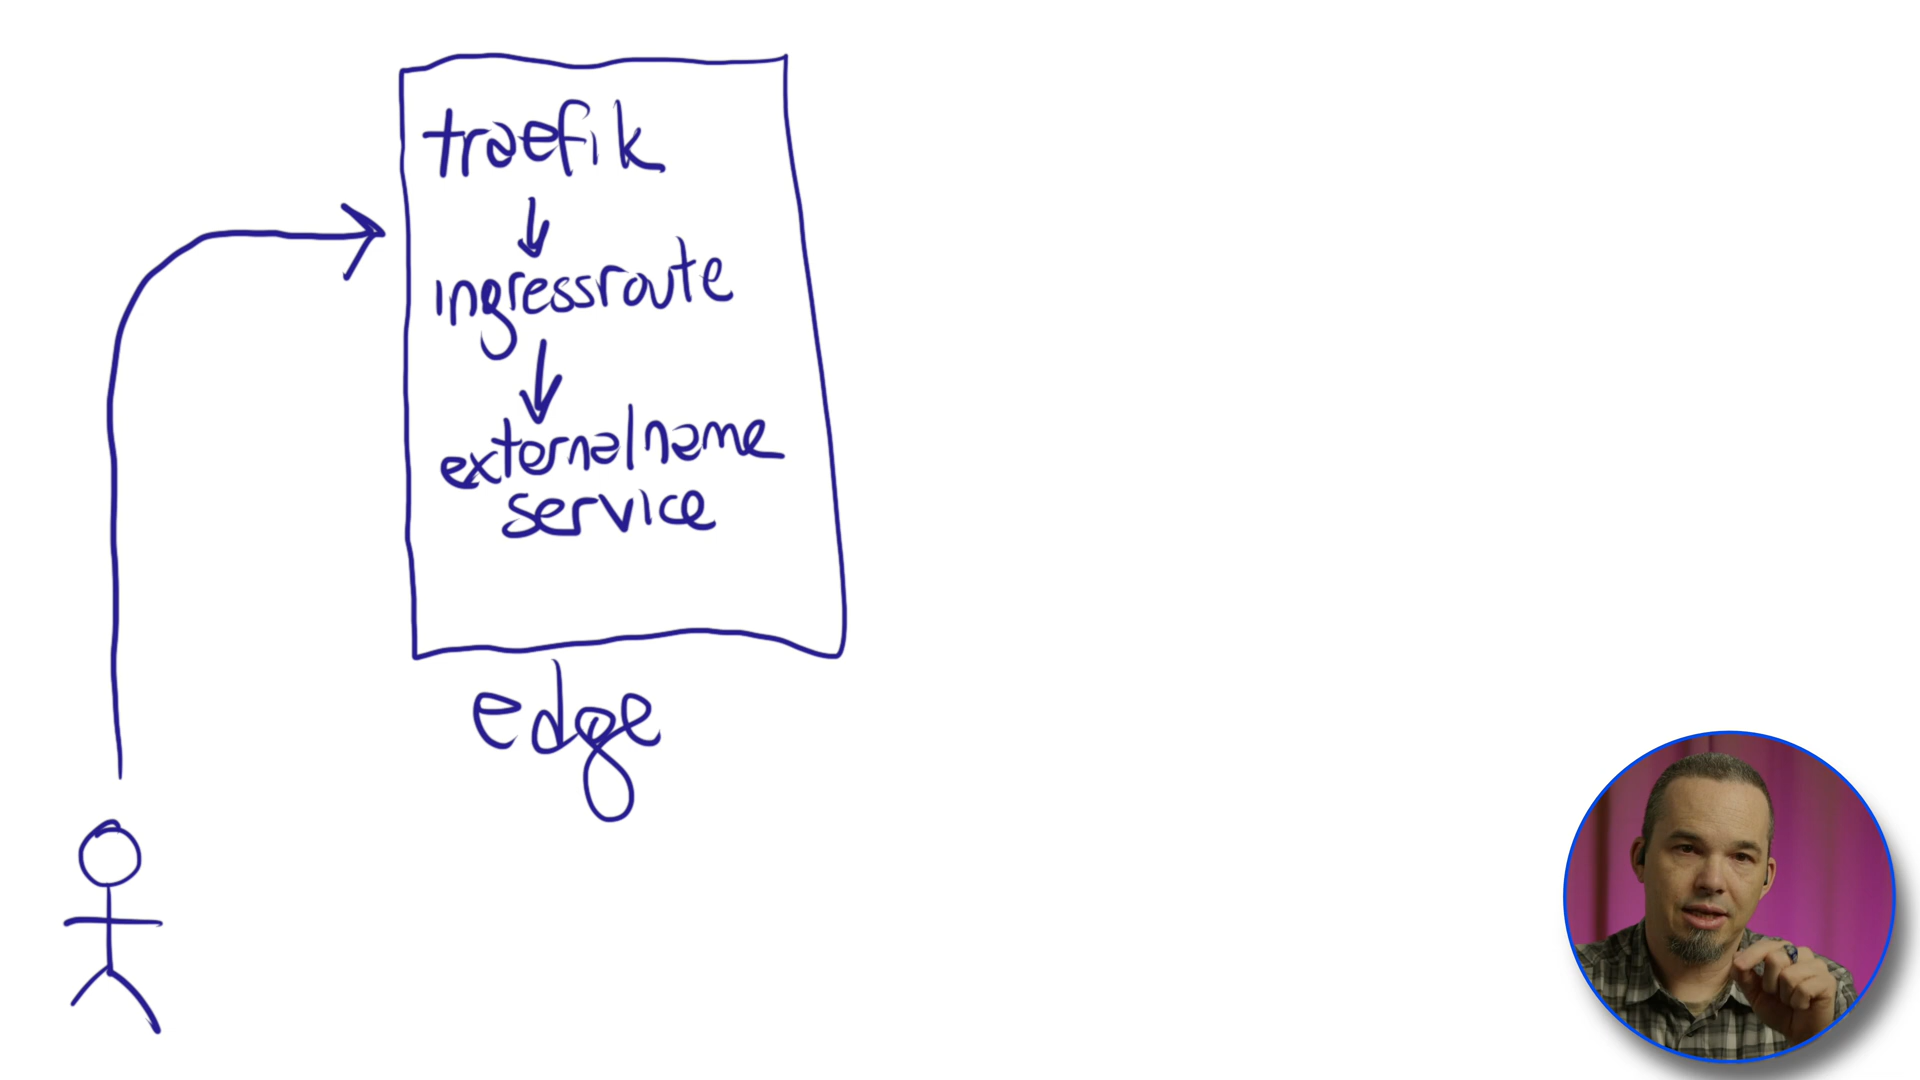 traefik
ingressroute
externalname
service
edge